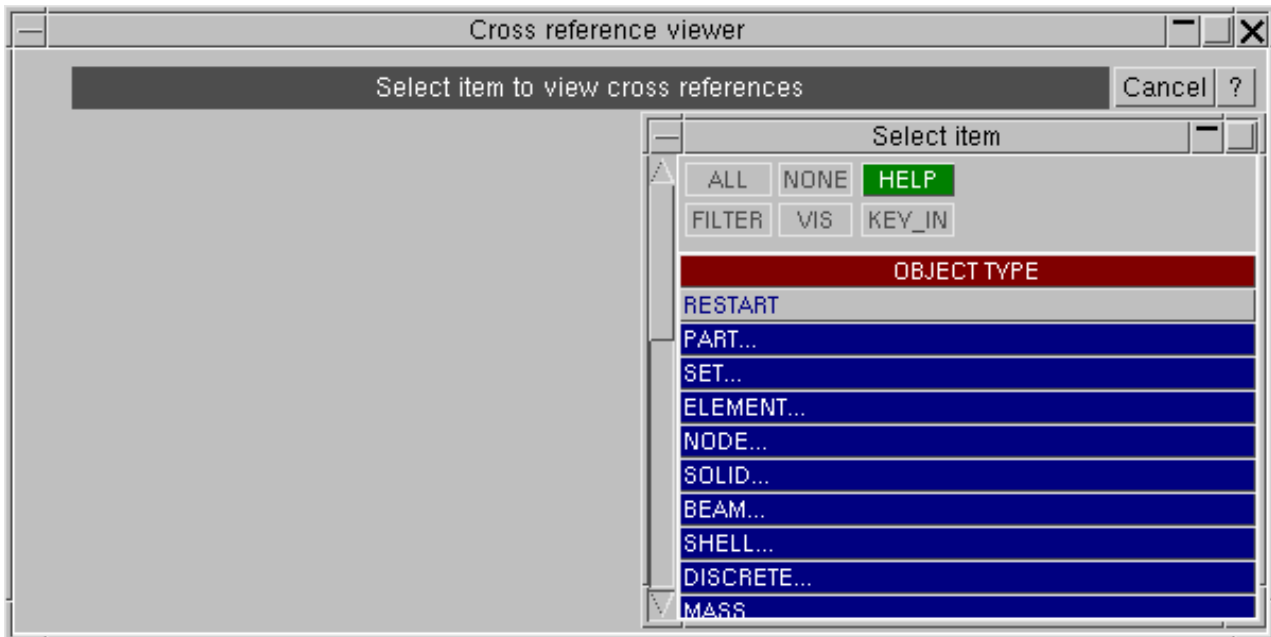 Cross reference viewer
Select item to view cross references Cancel ?
Select item
ALL NONE HELP
FILTER VIS KEY_IN
OBJECT TYPE
RESTART
PART...
SET...
ELEMENT...
NODE...
SOLID...
BEAM...
SHELL...
DISCRETE...
MASS